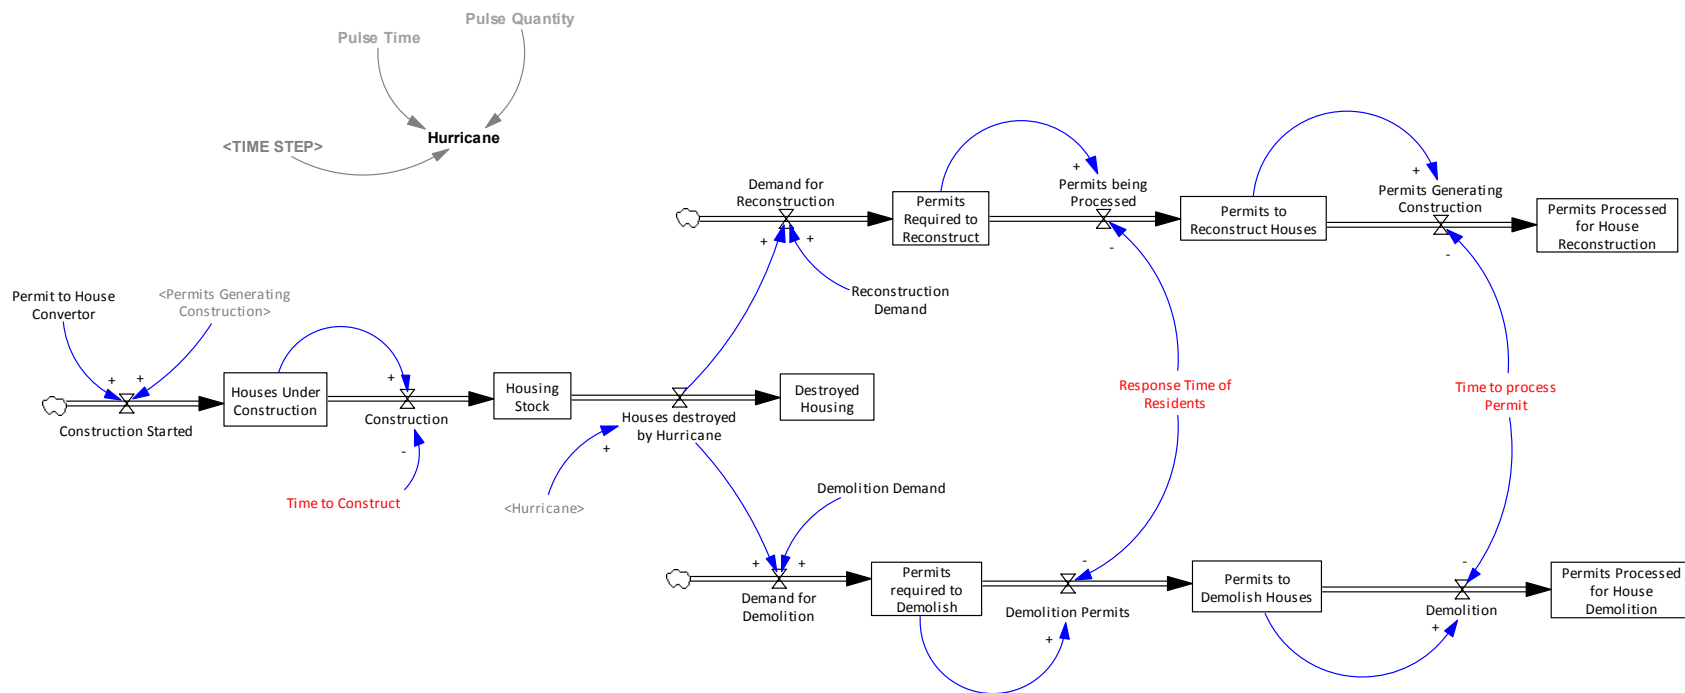 Pulse Quantity
Pulse Time
Hurricane
<TIME STEP>
Demand for
Reconstruction
+
+
Permits
Required to
Reconstruct
+
Permits being
Processed
-
Permits to
Reconstruct Houses
+
Permits Generating
Construction
-
Permits Processed
for House
Reconstruction
Reconstruction
Demand
Permit to House
Convertor
<Permits Generating
Construction>
+
+
Construction Started
Houses Under
Construction
+
Construction
-
Time to Construct
Housing
Stock
Houses destroyed
by Hurricane
+
<Hurricane>
Destroyed
Housing
Response Time of
Residents
Time to process
Permit
Demolition Demand
+
+
Demand for
Demolition
Permits
required to
Demolish
-
Demolition Permits
+
Permits to
Demolish Houses
-
Demolition
+
Permits Processed
for House
Demolition